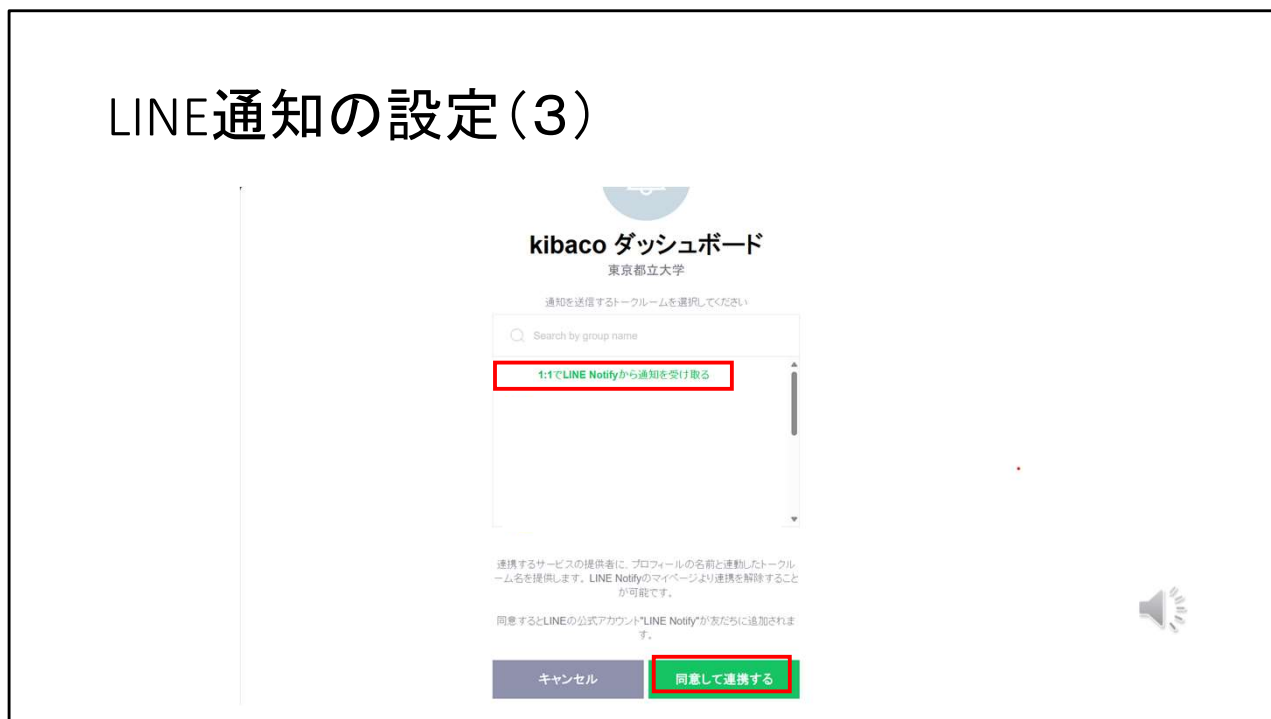 LINE通知の設定（３）
kibaco ダッシュボード
東京都立大学
通知を送信するトークルームを選択してください
Search by group name
1:1でLINE Notifyから通知を受け取る
連携するサービスの提供者に、プロフィールの名前と連動したトークル
ーム名を提供します。LINE Notifyのマイページより連携を解除すること
が可能です。
同意するとLINEの公式アカウント"LINE Notify"が友だちに追加されま
す。
キャンセル
同意して連携する